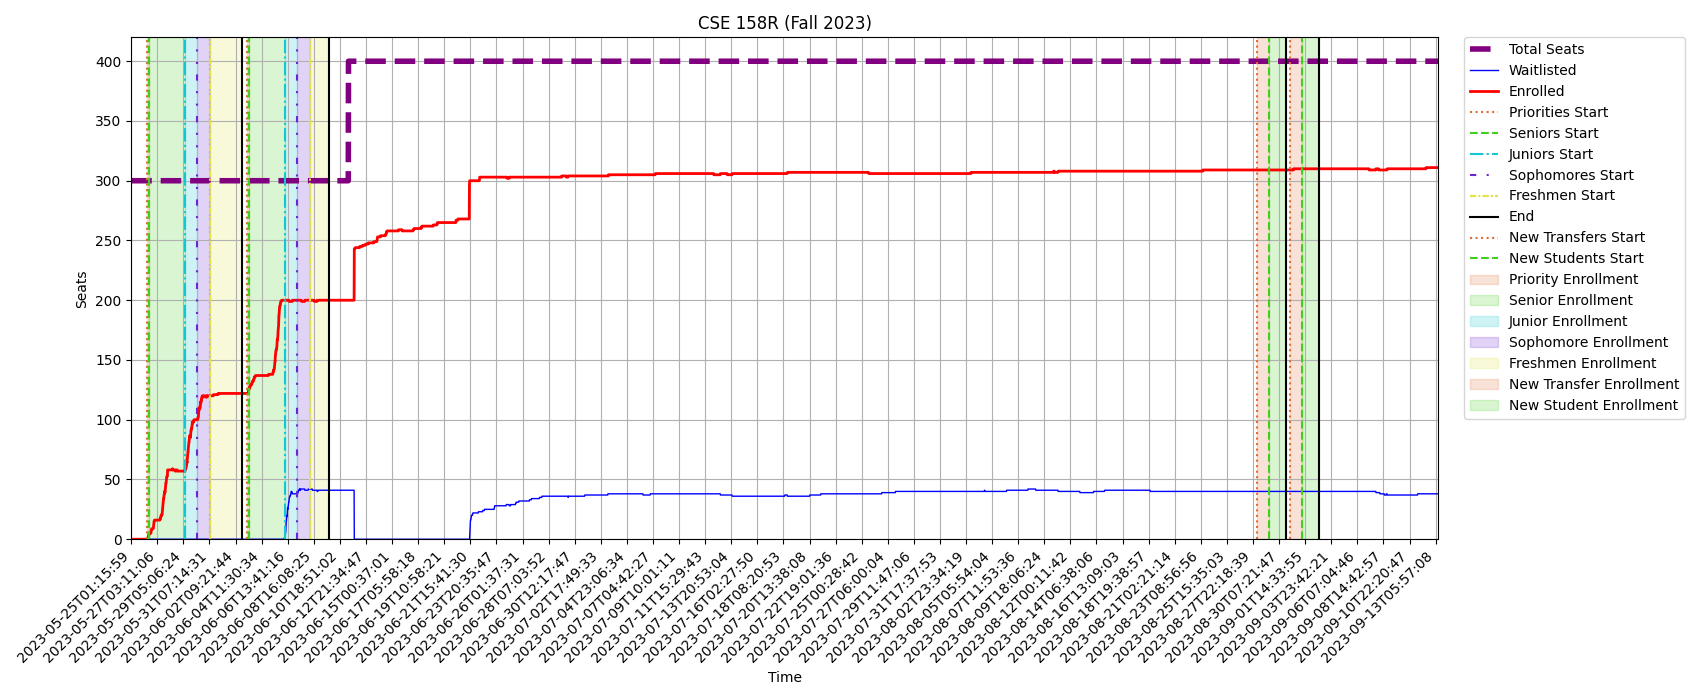 CSE 158R (Fall 2023)
Seats
400
350
300
250
200
150
100
50
0
2023-05-25T01:15:59
2023-05-27T03:11:06
2023-05-29T05:06:24
2023-05-31T07:14:31
2023-06-02T09:21:44
2023-06-04T11:30:34
2023-06-06T13:41:16
2023-06-08T16:08:25
2023-06-10T18:51:02
2023-06-12T21:34:47
2023-06-15T00:37:01
2023-06-17T05:58:18
2023-06-19T10:58:21
2023-06-21T15:41:30
2023-06-23T20:35:47
2023-06-26T01:37:31
2023-06-28T07:03:52
2023-06-30T12:17:47
2023-07-02T17:49:33
2023-07-04T23:06:34
2023-07-07T04:42:27
2023-07-09T10:01:11
2023-07-11T15:29:43
2023-07-13T20:53:04
2023-07-16T02:27:50
2023-07-18T08:20:53
2023-07-20T13:38:08
2023-07-22T19:01:36
2023-07-25T00:28:42
2023-07-27T06:00:04
2023-07-29T11:47:06
2023-07-31T17:37:53
2023-08-02T23:34:19
2023-08-05T05:54:04
2023-08-07T11:53:36
2023-08-09T18:06:24
2023-08-12T00:11:42
2023-08-14T06:38:06
2023-08-16T13:09:03
2023-08-18T19:38:57
2023-08-21T02:21:14
2023-08-23T08:56:56
2023-08-25T15:35:03
2023-08-27T22:18:39
2023-08-30T07:21:47
2023-09-01T14:33:55
2023-09-03T23:42:21
2023-09-06T07:04:46
2023-09-08T14:42:57
2023-09-10T22:20:47
2023-09-13T05:57:08
Time
Total Seats
Waitlisted
Enrolled
Priorities Start
Seniors Start
Juniors Start
Sophomores Start
Freshmen Start
End
New Transfers Start
New Students Start
Priority Enrollment
Senior Enrollment
Junior Enrollment
Sophomore Enrollment
Freshmen Enrollment
New Transfer Enrollment
New Student Enrollment